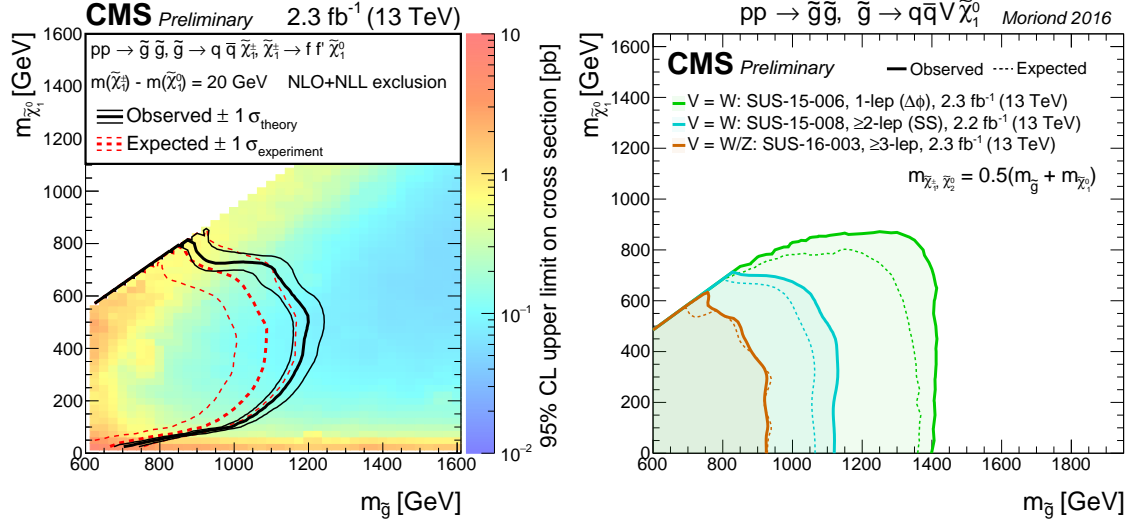 CMS Preliminary 2.3 fb⁻¹ (13 TeV)
pp → g̃ g̃, g̃ → q q̄ χ̃₁±, χ̃₁± → f f' χ̃₁⁰
m(χ̃₁±) - m(χ̃₁⁰) = 20 GeV NLO+NLL exclusion
Observed ± 1 σ_theory
Expected ± 1 σ_experiment
m_χ̃₁⁰ [GeV]
1600
1400
1200
1000
800
600
400
200
0
600 800 1000 1200 1400 1600
m_g̃ [GeV]
10
1
10⁻¹
10⁻²
95% CL upper limit on cross section [pb]
pp → g̃g̃, g̃ → qq̄Vχ̃₁⁰ Moriond 2016
CMS Preliminary
Observed Expected
V = W: SUS-15-006, 1-lep (Δϕ), 2.3 fb⁻¹ (13 TeV)
V = W: SUS-15-008, ≥2-lep (SS), 2.2 fb⁻¹ (13 TeV)
V = W/Z: SUS-16-003, ≥3-lep, 2.3 fb⁻¹ (13 TeV)
m_χ̃₁±, χ̃₂⁰ = 0.5(m_g̃ + m_χ̃₁⁰)
m_χ̃₁⁰ [GeV]
1600
1400
1200
1000
800
600
400
200
0
600 800 1000 1200 1400 1600 1800
m_g̃ [GeV]